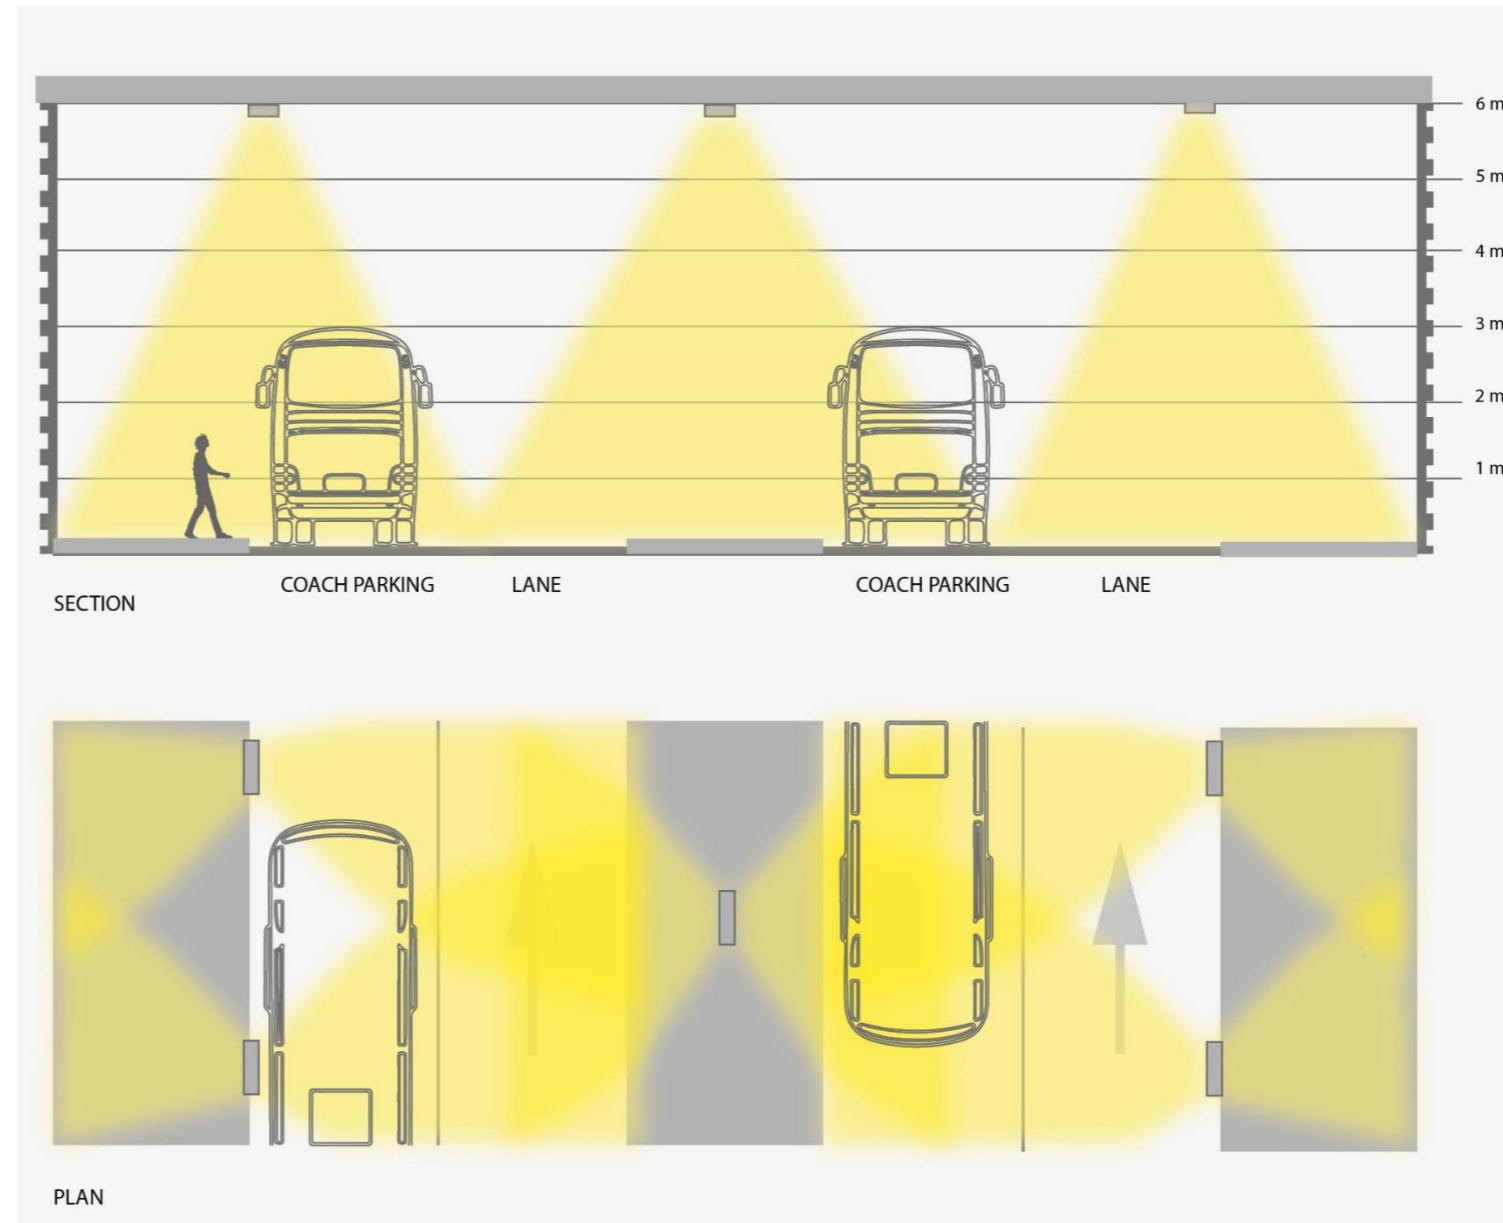 6 m
5 m
4 m
3 m
2 m
1 m
COACH PARKING LANE COACH PARKING LANE
SECTION
PLAN